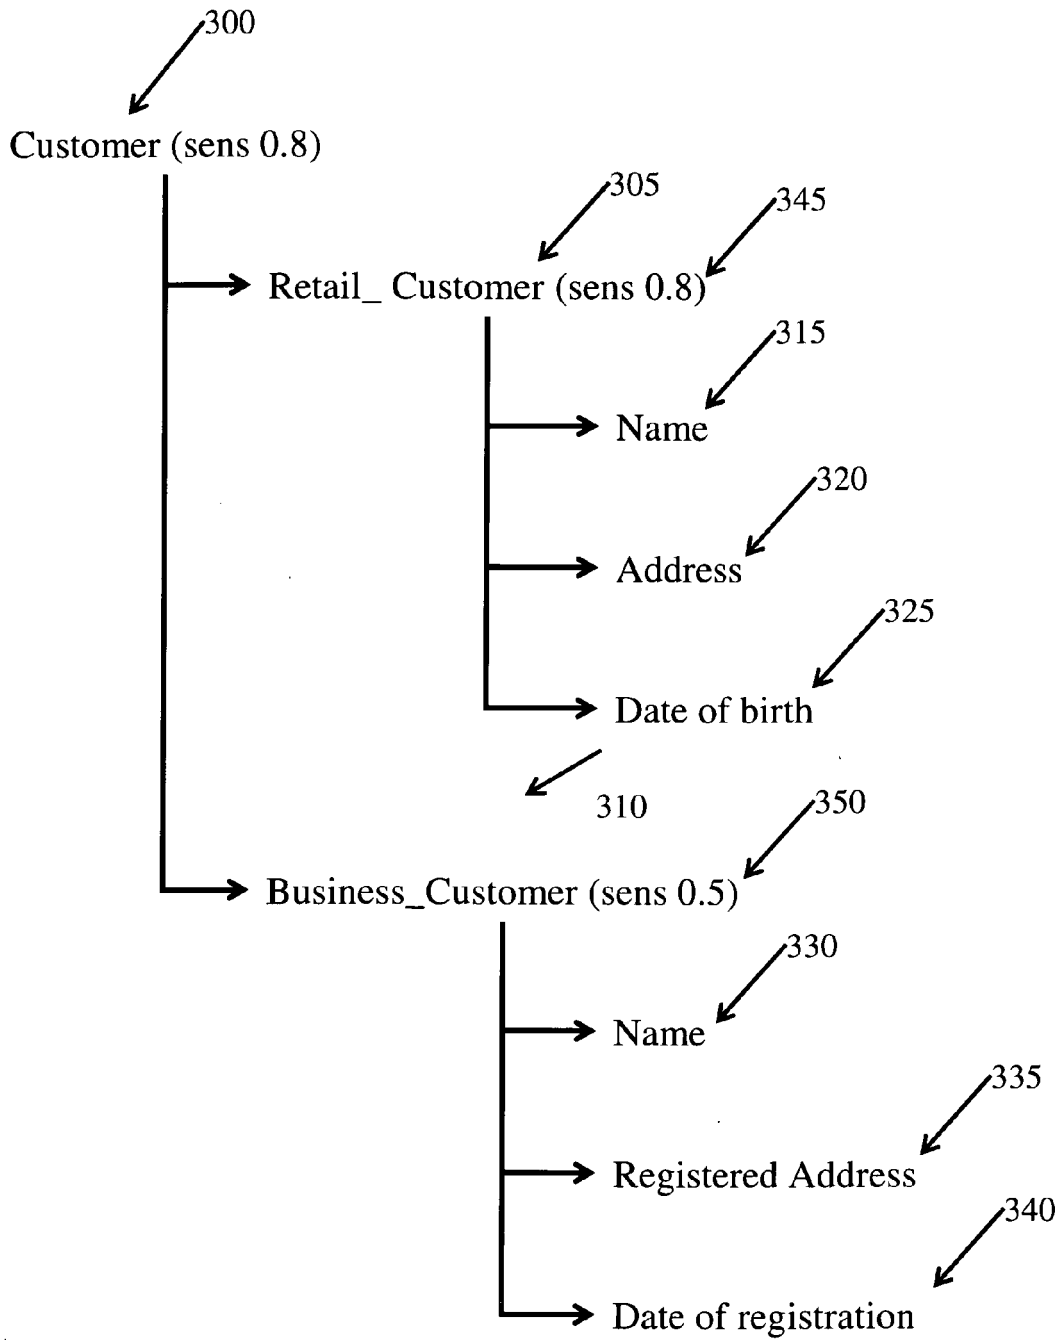 300
Customer (sens 0.8)
305
345
Retail_ Customer (sens 0.8)
315
Name
320
Address
325
Date of birth
310
350
Business_Customer (sens 0.5)
330
Name
335
Registered Address
340
Date of registration